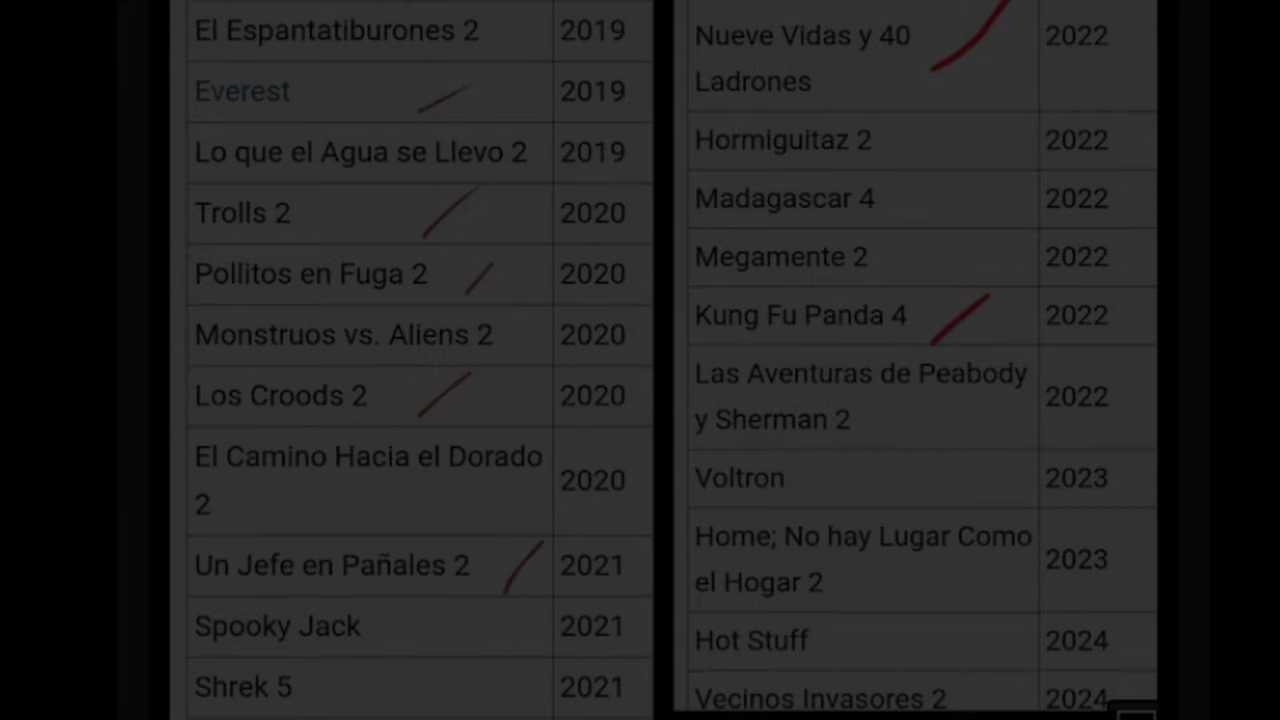 El Espantatiburones 2 2019
Everest 2019
Lo que el Agua se Llevo 2 2019
Trolls 2 2020
Pollitos en Fuga 2 2020
Monstruos vs. Aliens 2 2020
Los Croods 2 2020
El Camino Hacia el Dorado
2 2020
Un Jefe en Pañales 2 2021
Spooky Jack 2021
Shrek 5 2021
Nueve Vidas y 40 2022
Ladrones
Hormiguitaz 2 2022
Madagascar 4 2022
Megamente 2 2022
Kung Fu Panda 4 2022
Las Aventuras de Peabody
y Sherman 2 2022
Voltron 2023
Home; No hay Lugar Como
el Hogar 2 2023
Hot Stuff 2024
Vecinos Invasores 2 2024